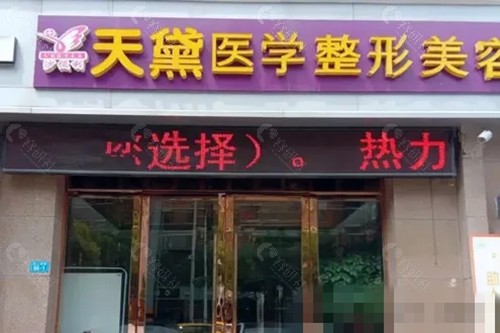 天黛医学整形美容
选择）。 热力